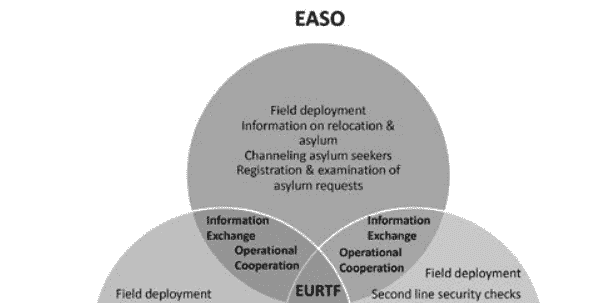 EASO
Field deployment
Information on relocation &
asylum
Channeling asylum seekers
Registration & examination of
asylum requests
Information
Exchange
Operational
Cooperation
Information
Exchange
Operational
Cooperation
EURTF
Field deployment
Field deployment
Second line security checks